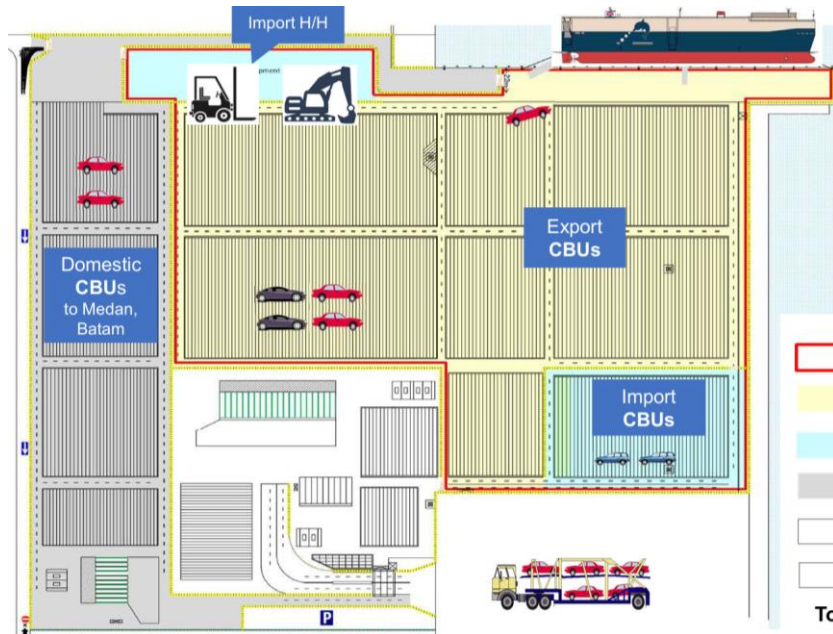 Import H/H
Export
CBUs
Domestic
CBUs
to Medan,
Batam
Import
CBUs
P
To